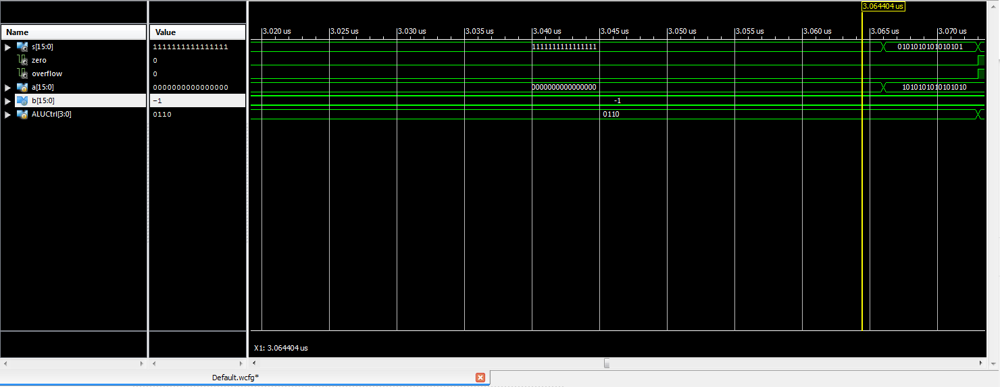 3.064404 us
Name
Value
3.020 us 3.025 us 3.030 us 3.035 us 3.040 us 3.045 us 3.050 us 3.055 us 3.060 us 3.065 us 3.070 us
s[15:0] 1111111111111111 1111111111111111 0101010101010101
zero 0
overflow 0
a[15:0] 0000000000000000 0000000000000000 1010101010101010
b[15:0] -1 -1
ALUCtrl[3:0] 0110 0110
X1: 3.064404 us
Default.wcfg*